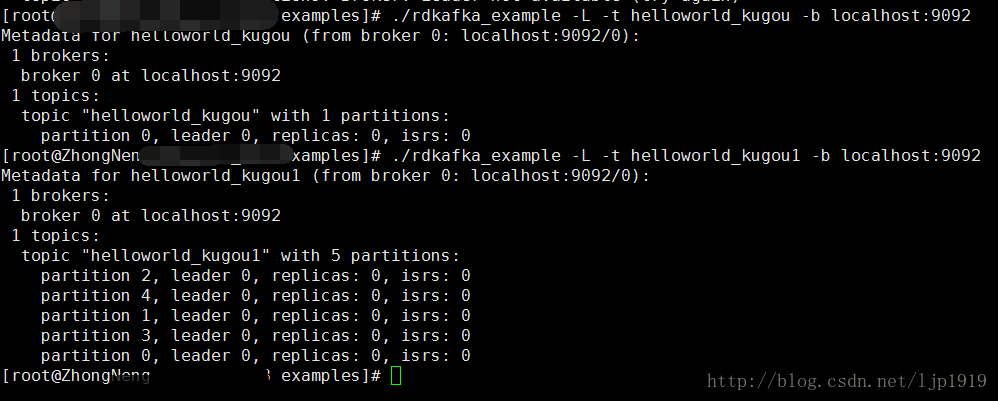 [root@ examples]# ./rdkafka_example -L -t helloworld_kugou -b localhost:9092
Metadata for helloworld_kugou (from broker 0: localhost:9092/0):
1 brokers:
broker 0 at localhost:9092
1 topics:
topic "helloworld_kugou" with 1 partitions:
partition 0, leader 0, replicas: 0, isrs: 0
[root@ZhongNeng examples]# ./rdkafka_example -L -t helloworld_kugou1 -b localhost:9092
Metadata for helloworld_kugou1 (from broker 0: localhost:9092/0):
1 brokers:
broker 0 at localhost:9092
1 topics:
topic "helloworld_kugou1" with 5 partitions:
partition 2, leader 0, replicas: 0, isrs: 0
partition 4, leader 0, replicas: 0, isrs: 0
partition 1, leader 0, replicas: 0, isrs: 0
partition 3, leader 0, replicas: 0, isrs: 0
partition 0, leader 0, replicas: 0, isrs: 0
[root@ZhongNeng examples]#
http://blog.csdn.net/ljp1919